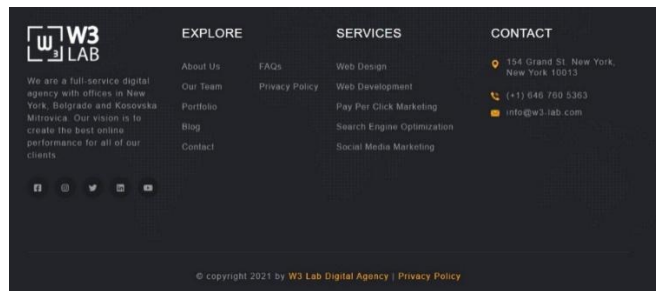 W3
LAB
We are a full-service digital
agency with offices in New
York, Belgrade and Kosovska
Mitrovica. Our vision is to
create the best online
performance for all of our
clients
EXPLORE
About Us
Our Team
Portfolio
Blog
Contact
FAQs
Privacy Policy
SERVICES
Web Design
Web Development
Pay Per Click Marketing
Search Engine Optimization
Social Media Marketing
CONTACT
154 Grand St. New York,
New York 10013
(+1) 646 760 5363
info@w3-lab.com
© copyright 2021 by W3 Lab Digital Agency | Privacy Policy